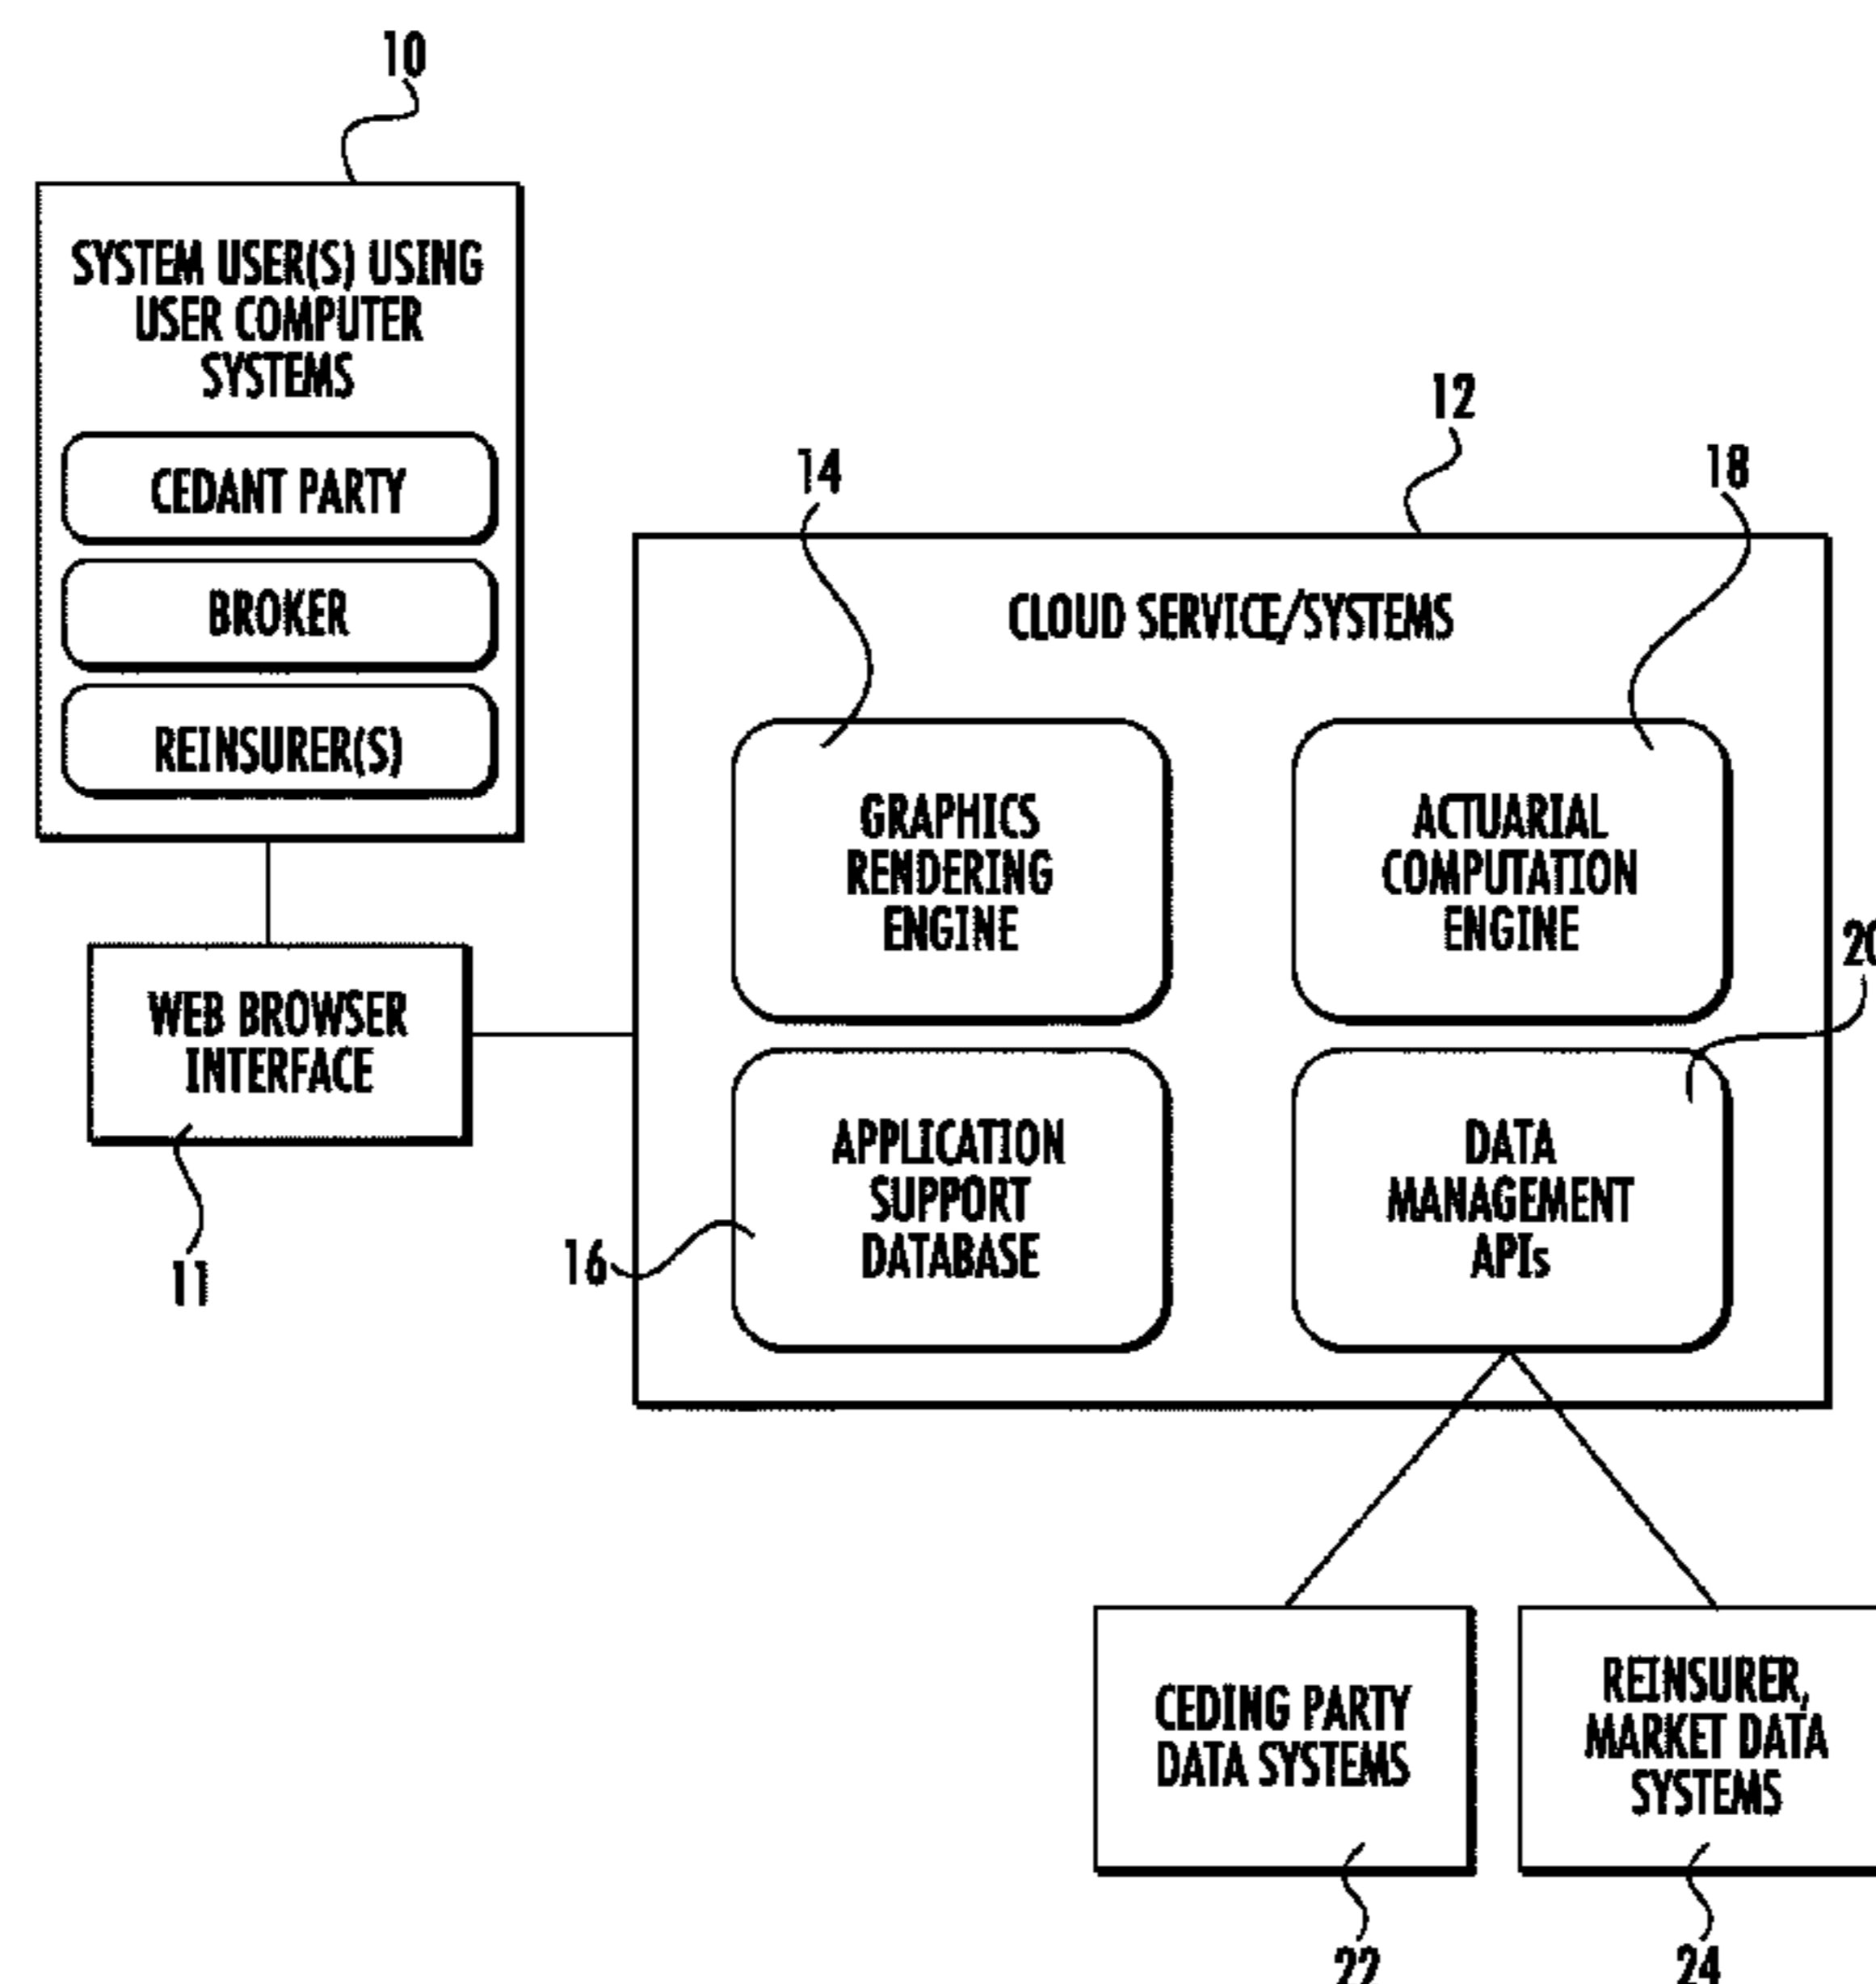 10
SYSTEM USER(S) USING
USER COMPUTER
SYSTEMS
CEDANT PARTY
BROKER
REINSURER(S)
WEB BROWSER
INTERFACE
11
12
14
18
CLOUD SERVICE/SYSTEMS
GRAPHICS
RENDERING
ENGINE
ACTUARIAL
COMPUTATION
ENGINE
20
APPLICATION
SUPPORT
DATABASE
16
DATA
MANAGEMENT
APIs
CEDING PARTY
DATA SYSTEMS
22
REINSURER,
MARKET DATA
SYSTEMS
24